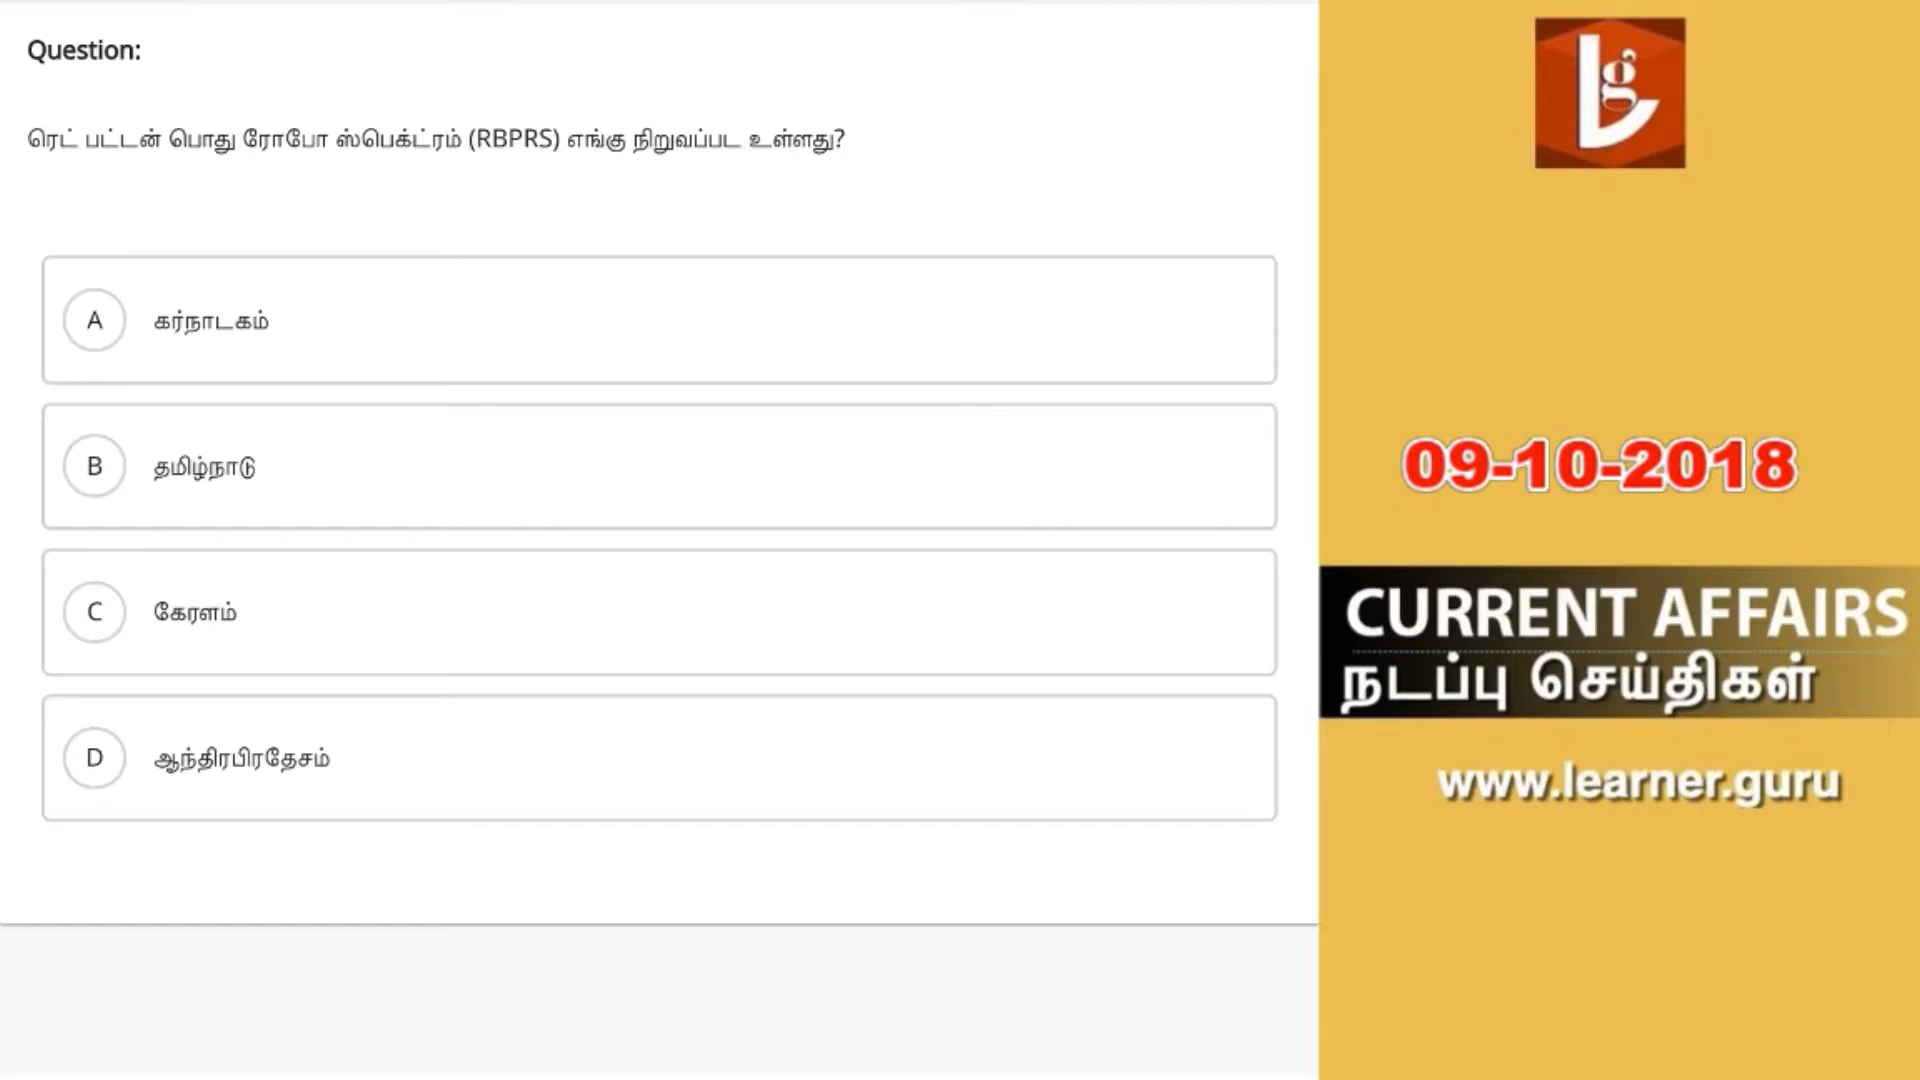 Question:
ரெட் பட்டன் பொது ரோபோ ஸ்பெக்ட்ரம் (RBPRS) எங்கு நிறுவப்பட உள்ளது?
A கர்நாடகம்
B தமிழ்நாடு
C கேரளம்
D ஆந்திரபிரதேசம்
Lg
09-10-2018
CURRENT AFFAIRS
நடப்பு செய்திகள்
www.learner.guru